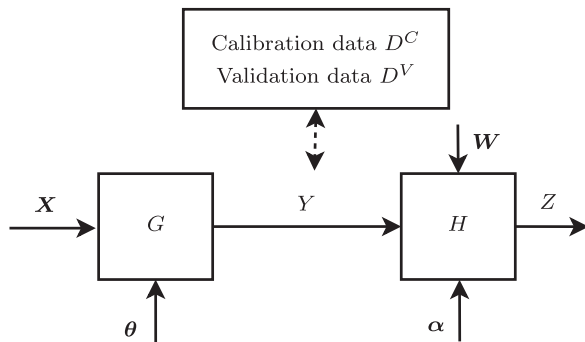 Calibration data D^C
Validation data D^V
W
X
G
Y
H
Z
θ
α